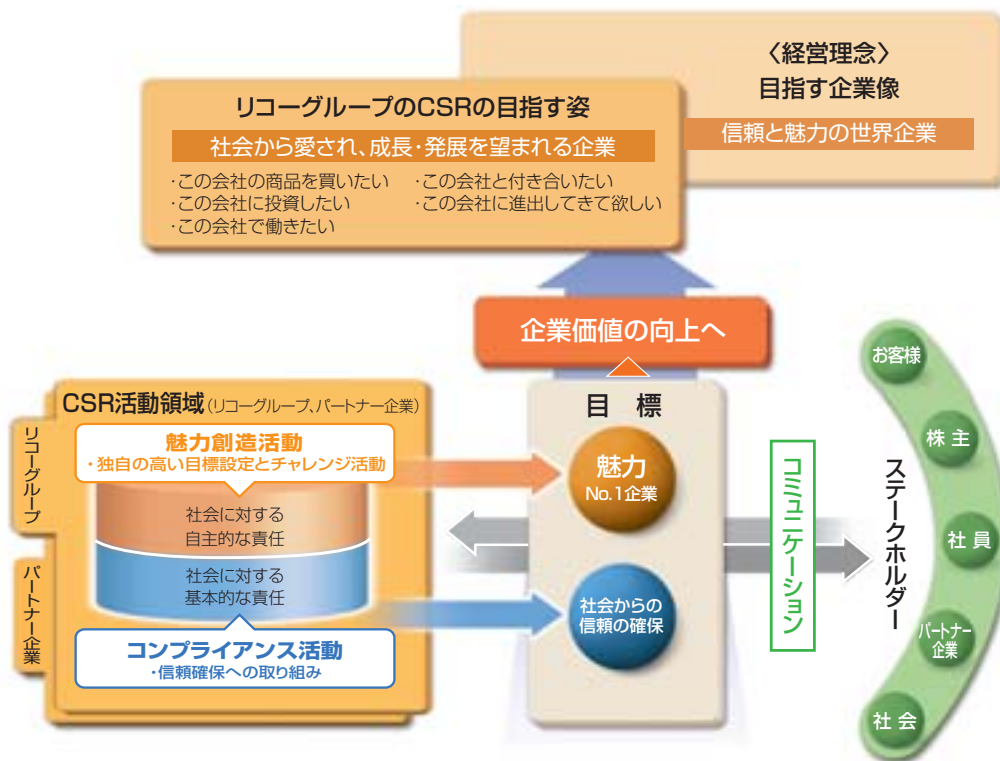 〈経営理念〉
目指す企業像
信頼と魅力の世界企業
リコーグループのCSRの目指す姿
社会から愛され、成長・発展を望まれる企業
・この会社の商品を買いたい ・この会社と付き合いたい
・この会社に投資したい ・この会社に進出してきて欲しい
・この会社で働きたい
企業価値の向上へ
CSR活動領域(リコーグループ、パートナー企業)
リコーグループ
パートナー企業
魅力創造活動
・独自の高い目標設定とチャレンジ活動
社会に対する
自主的な責任
社会に対する
基本的な責任
コンプライアンス活動
・信頼確保への取り組み
目 標
魅力
No.1企業
社会からの
信頼の確保
コミュニケーション
ステークホルダー
お客様
株 主
社 員
パートナー
企業
社 会